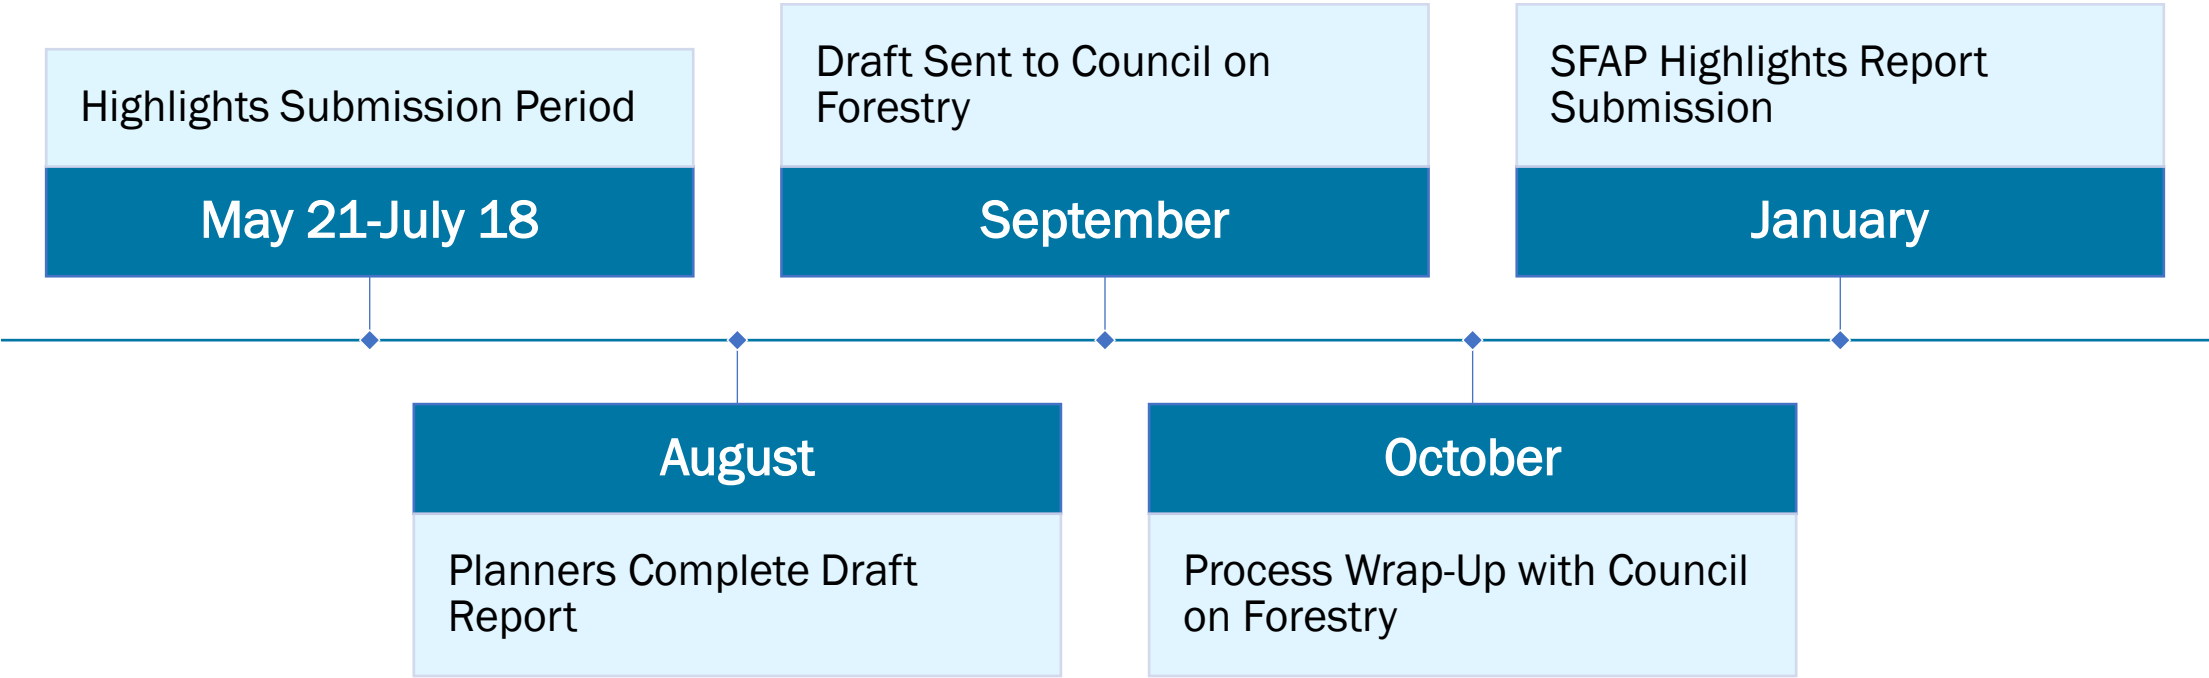 Highlights Submission Period
May 21-July 18
August
Planners Complete Draft
Report
Draft Sent to Council on
Forestry
September
October
Process Wrap-Up with Council
on Forestry
SFAP Highlights Report
Submission
January